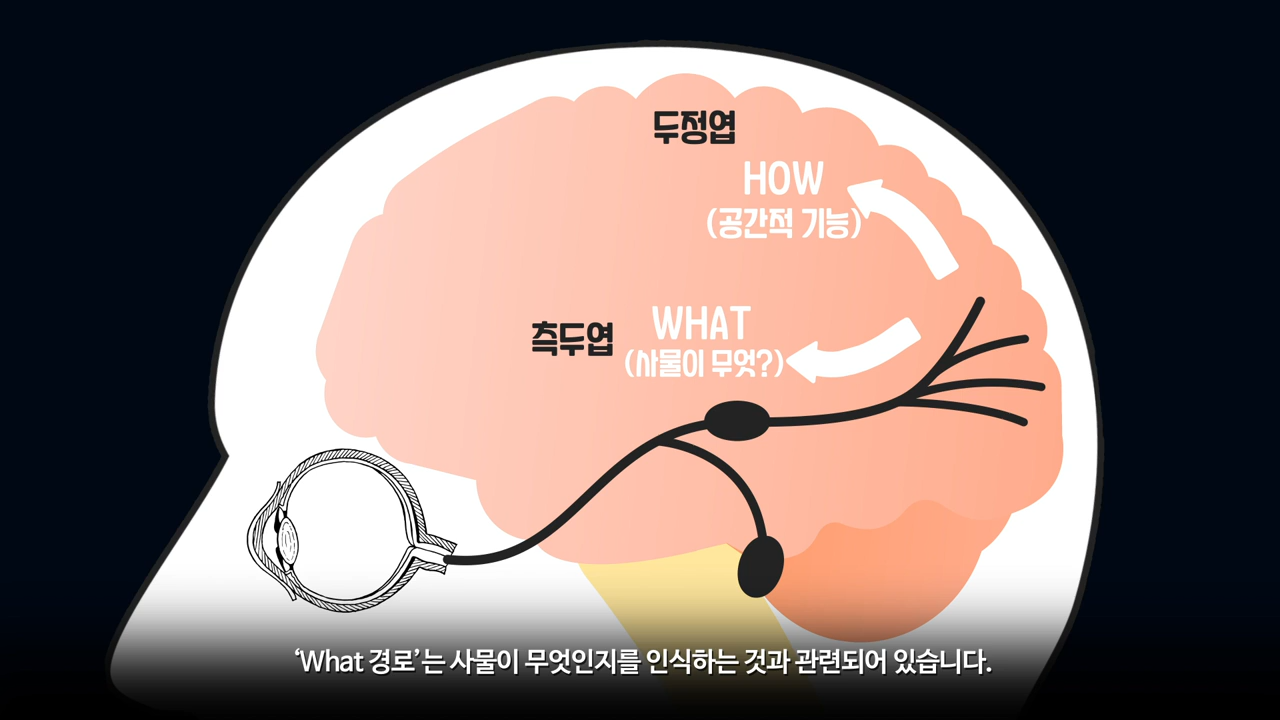 두정엽
HOW
(공간적 기능)
측두엽
WHAT
(사물이 무엇?)
‘What 경로’는 사물이 무엇인지를 인식하는 것과 관련되어 있습니다.